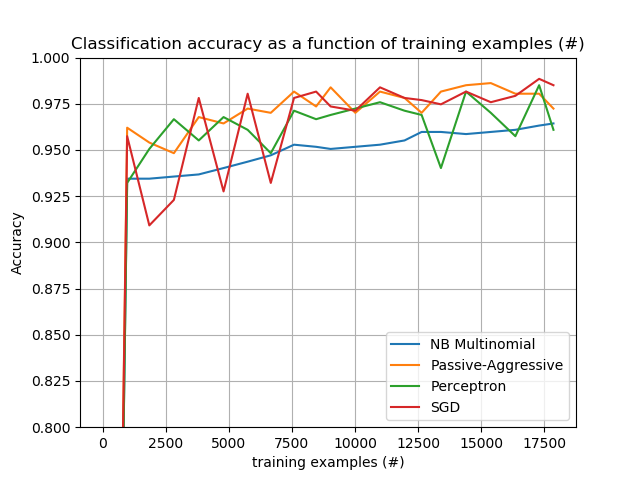 Classification accuracy as a function of training examples (#)
1.000
0.975
0.950
0.925
0.900
0.875
0.850
0.825
0.800
Accuracy
NB Multinomial
Passive-Aggressive
Perceptron
SGD
0 2500 5000 7500 10000 12500 15000 17500
training examples (#)